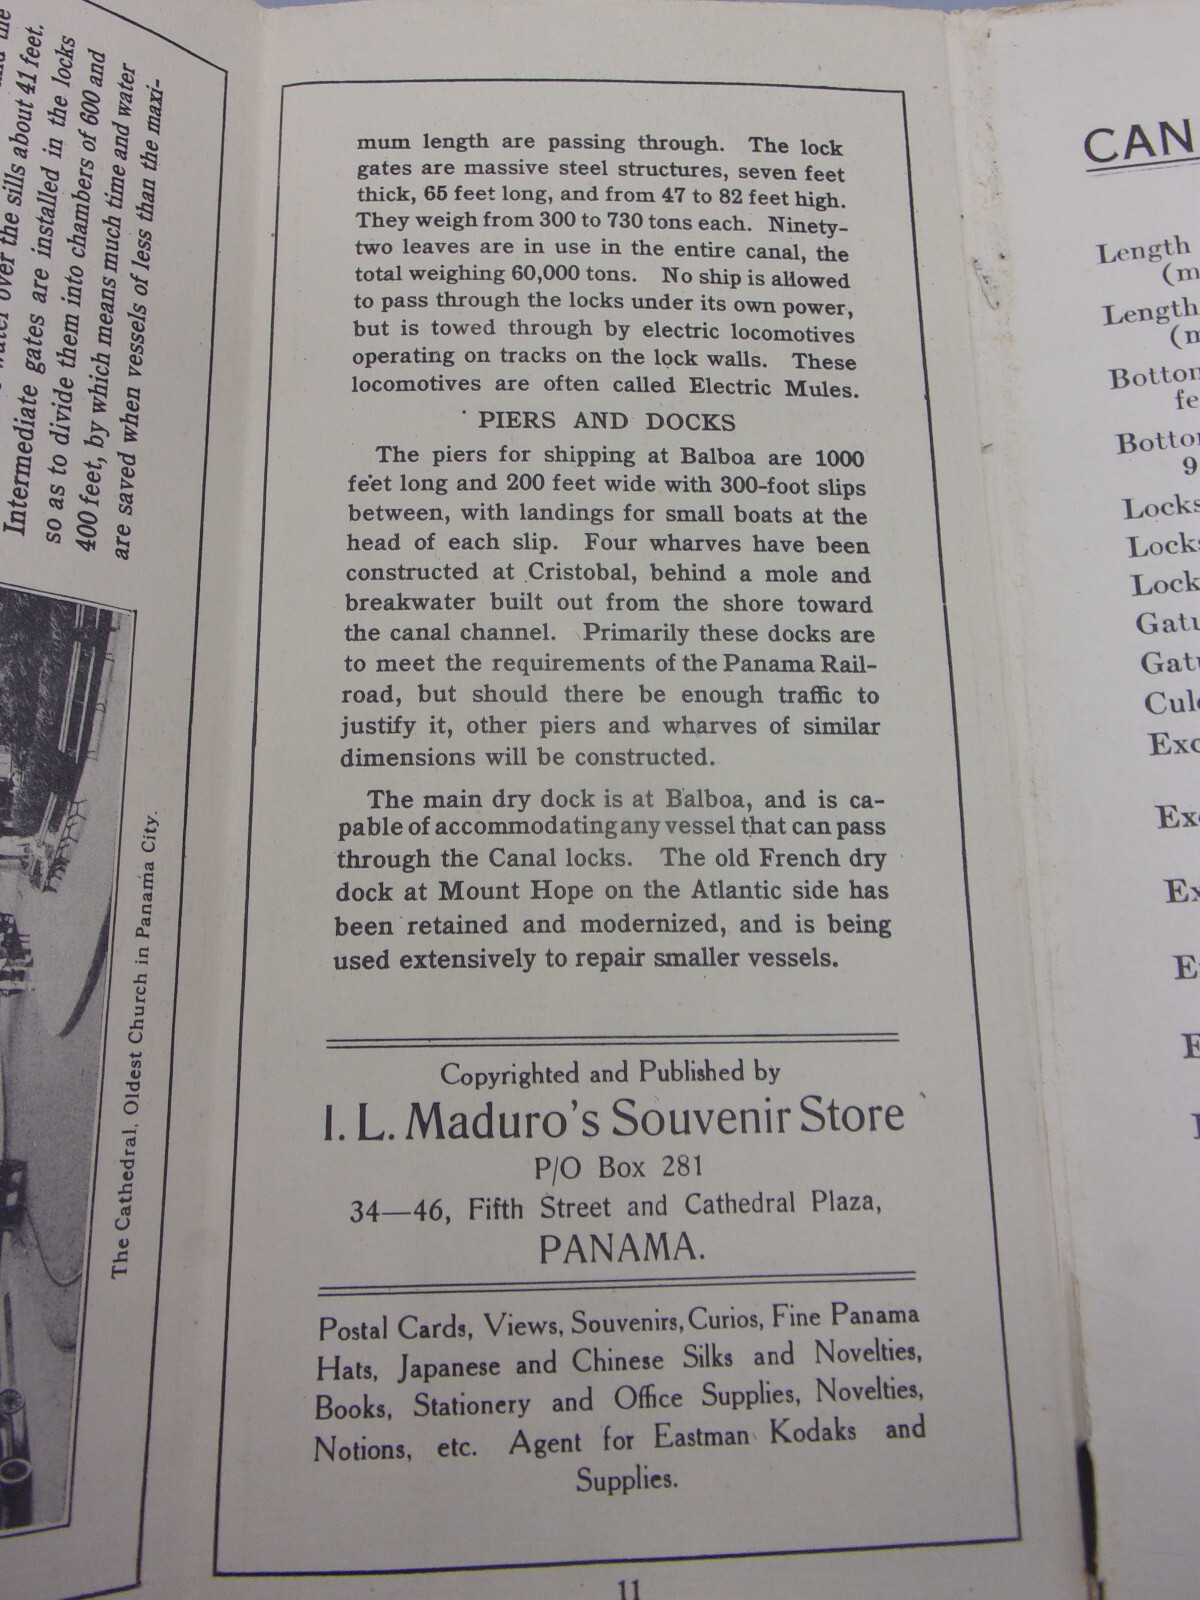 over the sills about 41 feet.
Intermediate gates are installed in the locks
so as to divide them into chambers of 600 and
400 feet, by which means much time and water
are saved when vessels of less than the maxi-
The Cathedral, Oldest Church in Panama City.
mum length are passing through. The lock
gates are massive steel structures, seven feet
thick, 65 feet long, and from 47 to 82 feet high.
They weigh from 300 to 730 tons each. Ninety-
two leaves are in use in the entire canal, the
total weighing 60,000 tons. No ship is allowed
to pass through the locks under its own power,
but is towed through by electric locomotives
operating on tracks on the lock walls. These
locomotives are often called Electric Mules.
PIERS AND DOCKS
The piers for shipping at Balboa are 1000
feet long and 200 feet wide with 300-foot slips
between, with landings for small boats at the
head of each slip. Four wharves have been
constructed at Cristobal, behind a mole and
breakwater built out from the shore toward
the canal channel. Primarily these docks are
to meet the requirements of the Panama Rail-
road, but should there be enough traffic to
justify it, other piers and wharves of similar
dimensions will be constructed.
The main dry dock is at Balboa, and is ca-
pable of accommodating any vessel that can pass
through the Canal locks. The old French dry
dock at Mount Hope on the Atlantic side has
been retained and modernized, and is being
used extensively to repair smaller vessels.
Copyrighted and Published by
I. L. Maduro's Souvenir Store
P/O Box 281
34—46, Fifth Street and Cathedral Plaza,
PANAMA.
Postal Cards, Views, Souvenirs, Curios, Fine Panama
Hats, Japanese and Chinese Silks and Novelties,
Books, Stationery and Office Supplies, Novelties,
Notions, etc. Agent for Eastman Kodaks and
Supplies.
11
CAN
Length
(m
Length
(m
Bottom
fe
Botto
9
Locks
Locks
Lock
Gatu
Gatu
Cul
Exc
Ex
Ex
E
E